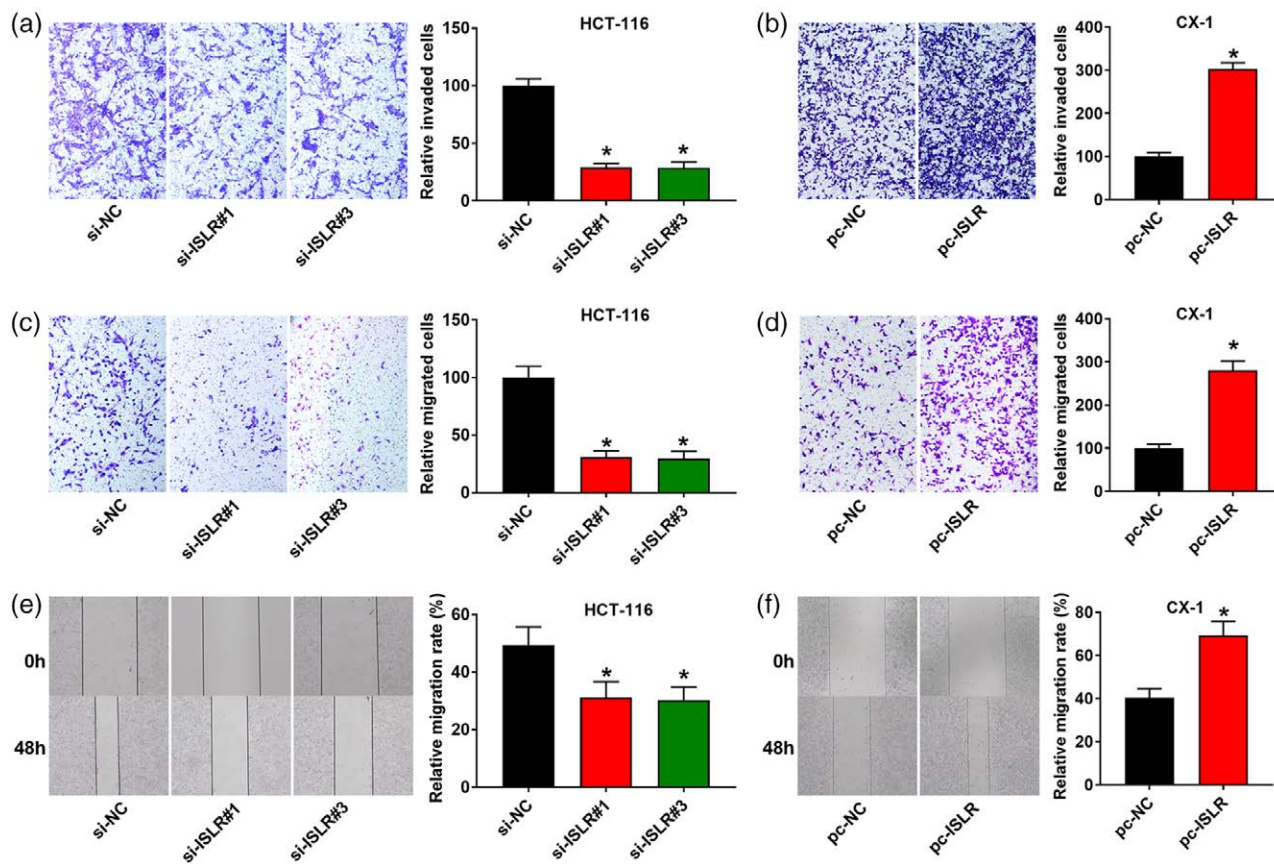 (a)
si-NC
si-ISLR#1
si-ISLR#3
HCT-116
Relative invaded cells
150
100
50
0
*
*
si-NC
si-ISLR#1
si-ISLR#3
(b)
pc-NC
pc-ISLR
CX-1
Relative invaded cells
400
300
200
100
0
*
pc-NC
pc-ISLR
(c)
si-NC
si-ISLR#1
si-ISLR#3
HCT-116
Relative migrated cells
150
100
50
0
*
*
si-NC
si-ISLR#1
si-ISLR#3
(d)
pc-NC
pc-ISLR
CX-1
Relative migrated cells
400
300
200
100
0
*
pc-NC
pc-ISLR
(e)
0h
48h
si-NC
si-ISLR#1
si-ISLR#3
HCT-116
Relative migration rate (%)
60
40
20
0
*
*
si-NC
si-ISLR#1
si-ISLR#3
(f)
0h
48h
pc-NC
pc-ISLR
CX-1
Relative migration rate (%)
80
60
40
20
0
*
pc-NC
pc-ISLR